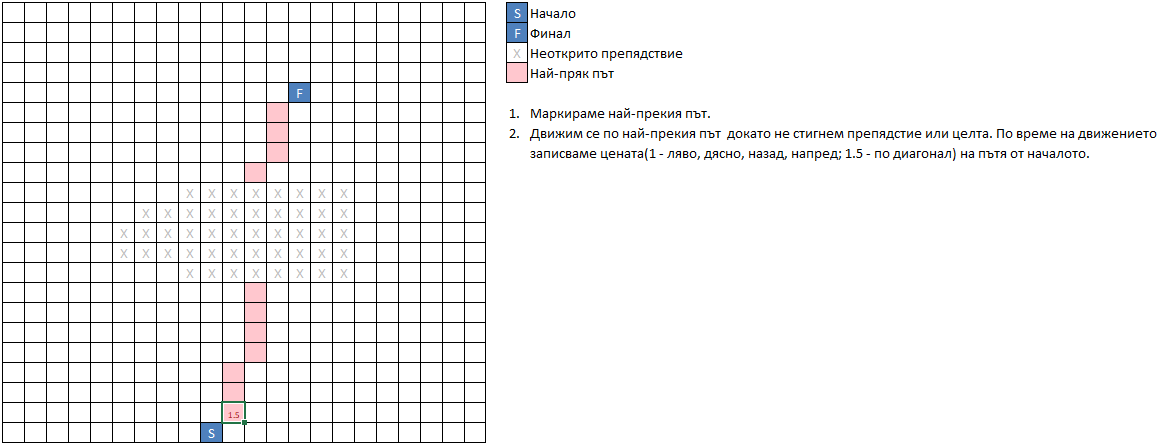 F
X X X X X X X X
X X X X X X X X X X
X X X X X X X X X X X
X X X X X X X X X X X
X X X X X X X X
1.5
S
S Начало
F Финал
X Неоткрито препядствие
Най-пряк път
1. Маркираме най-прекия път.
2. Движим се по най-прекия път докато не стигнем препядстие или целта. По време на движението
записваме цената(1 - ляво, дясно, назад, напред; 1.5 - по диагонал) на пътя от началото.